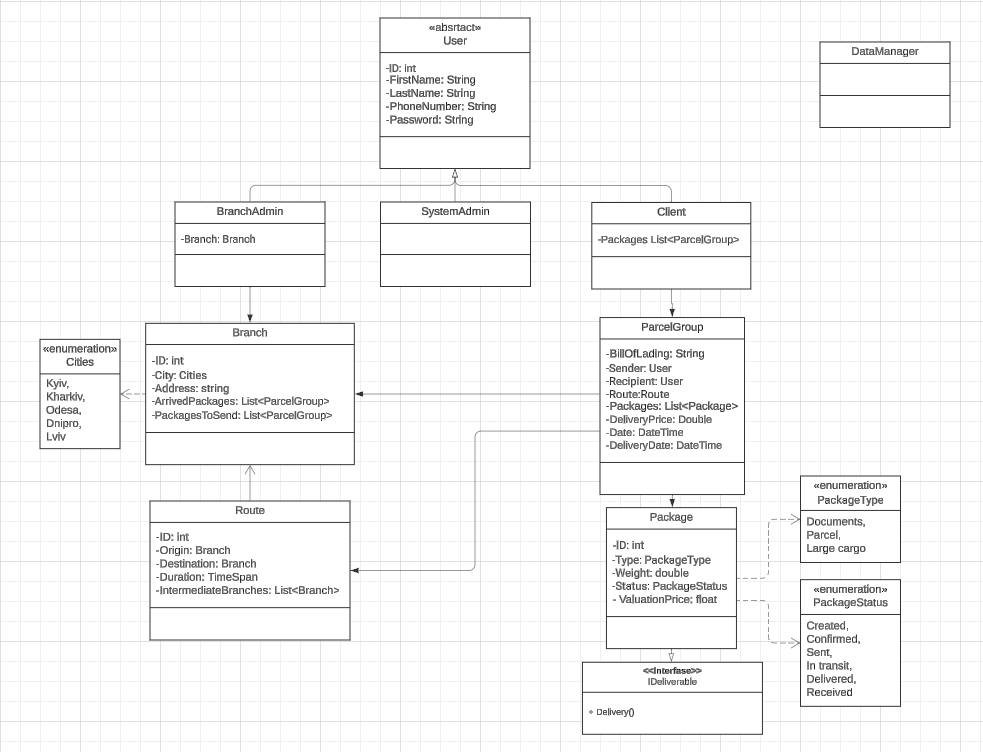 «absrtact»
User
-ID: int
-FirstName: String
-LastName: String
-PhoneNumber: String
-Password: String
DataManager
BranchAdmin
-Branch: Branch
SystemAdmin
Client
-Packages List<ParcelGroup>
«enumeration»
Cities
Kyiv,
Kharkiv,
Odesa,
Dnipro,
Lviv
Branch
-ID: int
-City: Cities
-Address: string
-ArrivedPackages: List<ParcelGroup>
-PackagesToSend: List<ParcelGroup>
ParcelGroup
-BillOfLading: String
-Sender: User
-Recipient: User
-Route:Route
-Packages: List<Package>
-DeliveryPrice: Double
-Date: DateTime
-DeliveryDate: DateTime
Route
-ID: int
-Origin: Branch
-Destination: Branch
-Duration: TimeSpan
-IntermediateBranches: List<Branch>
Package
-ID: int
-Type: PackageType
-Weight: double
-Status: PackageStatus
- ValuationPrice: float
«enumeration»
PackageType
Documents,
Parcel,
Large cargo
«enumeration»
PackageStatus
Created,
Confirmed,
Sent,
In transit,
Delivered,
Received
<<Interfase>>
IDeliverable
+ Delivery()